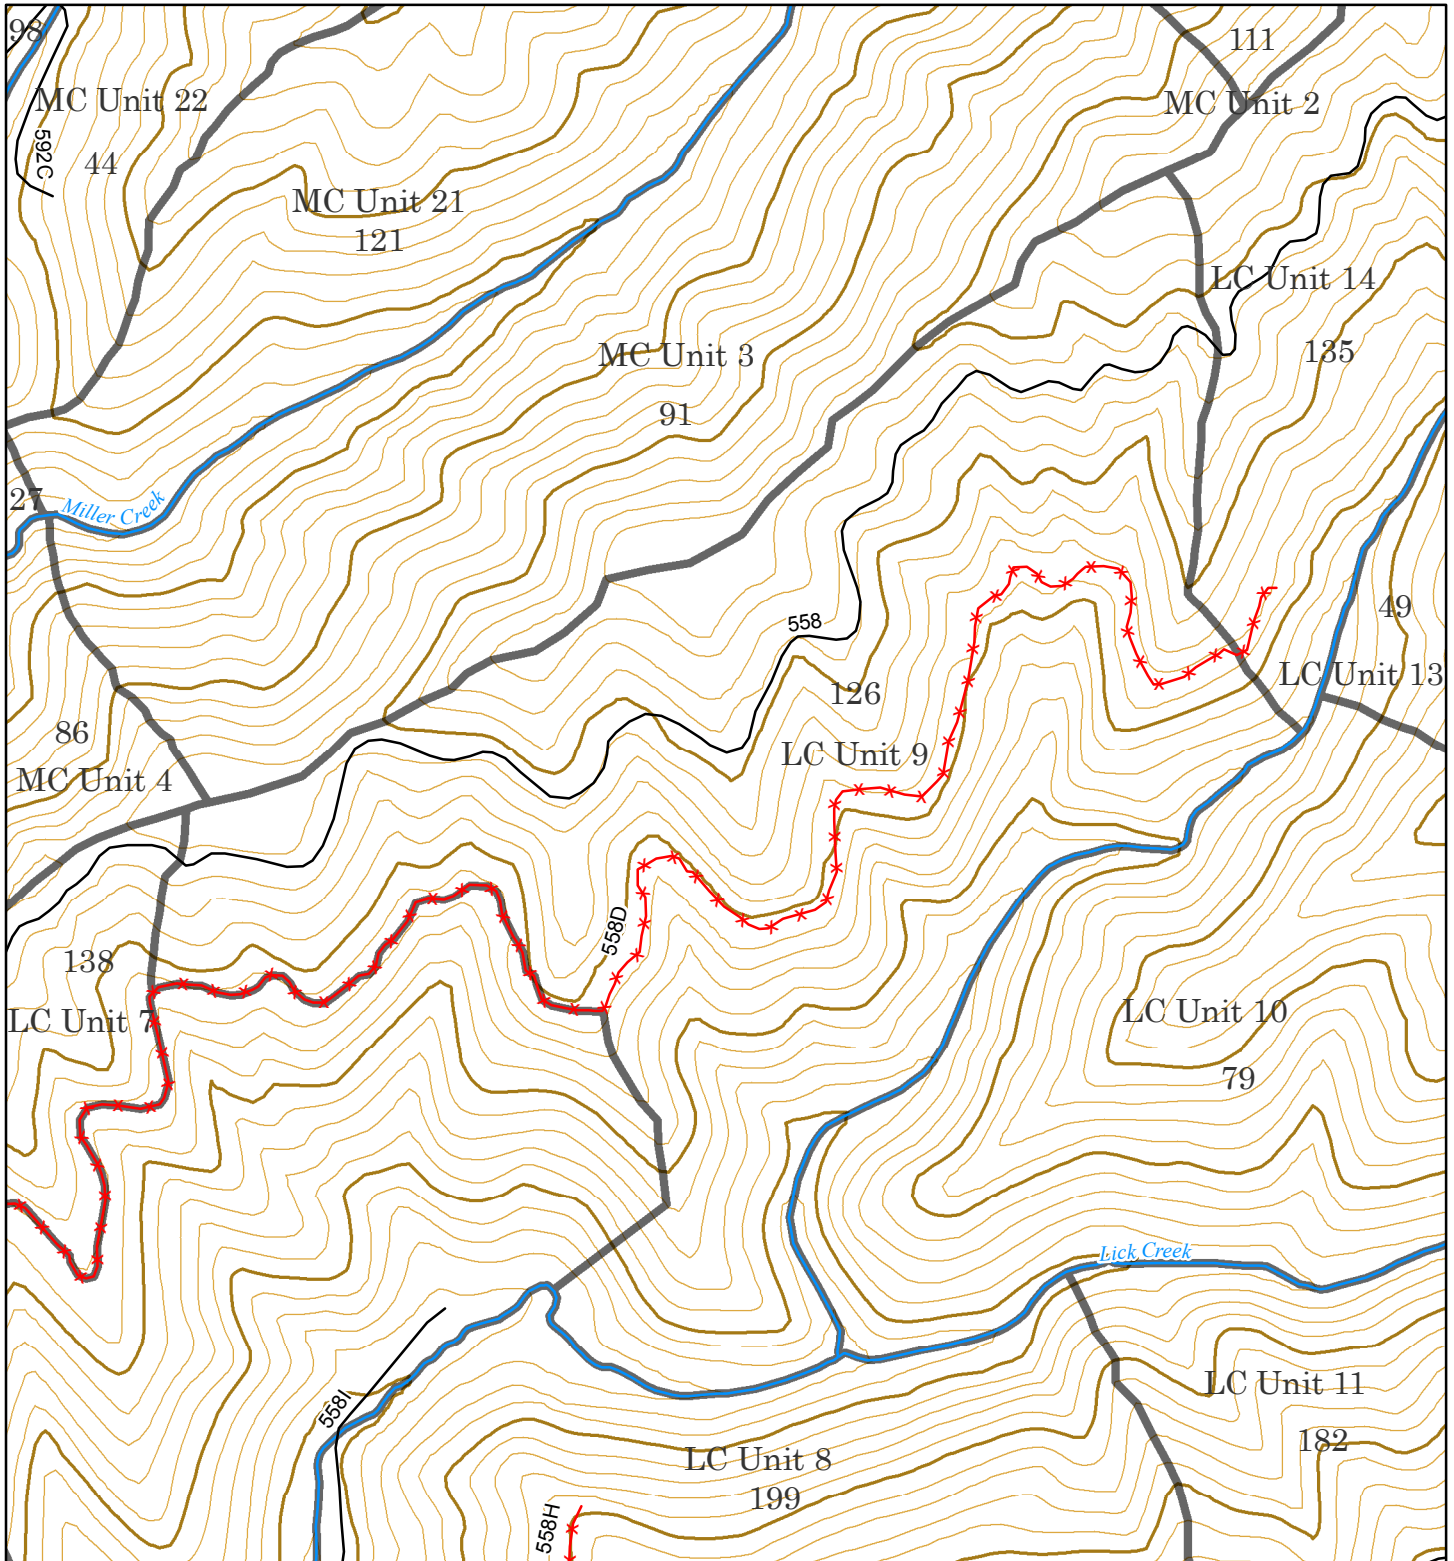 98
111
MC Unit 22
MC Unit 2
592C
44
MC Unit 21
121
LC Unit 14
135
MC Unit 3
91
27
Miller Creek
558
49
LC Unit 13
126
86
LC Unit 9
MC Unit 4
558D
138
LC Unit 7
LC Unit 10
79
Lick Creek
558I
LC Unit 11
182
LC Unit 8
199
558H